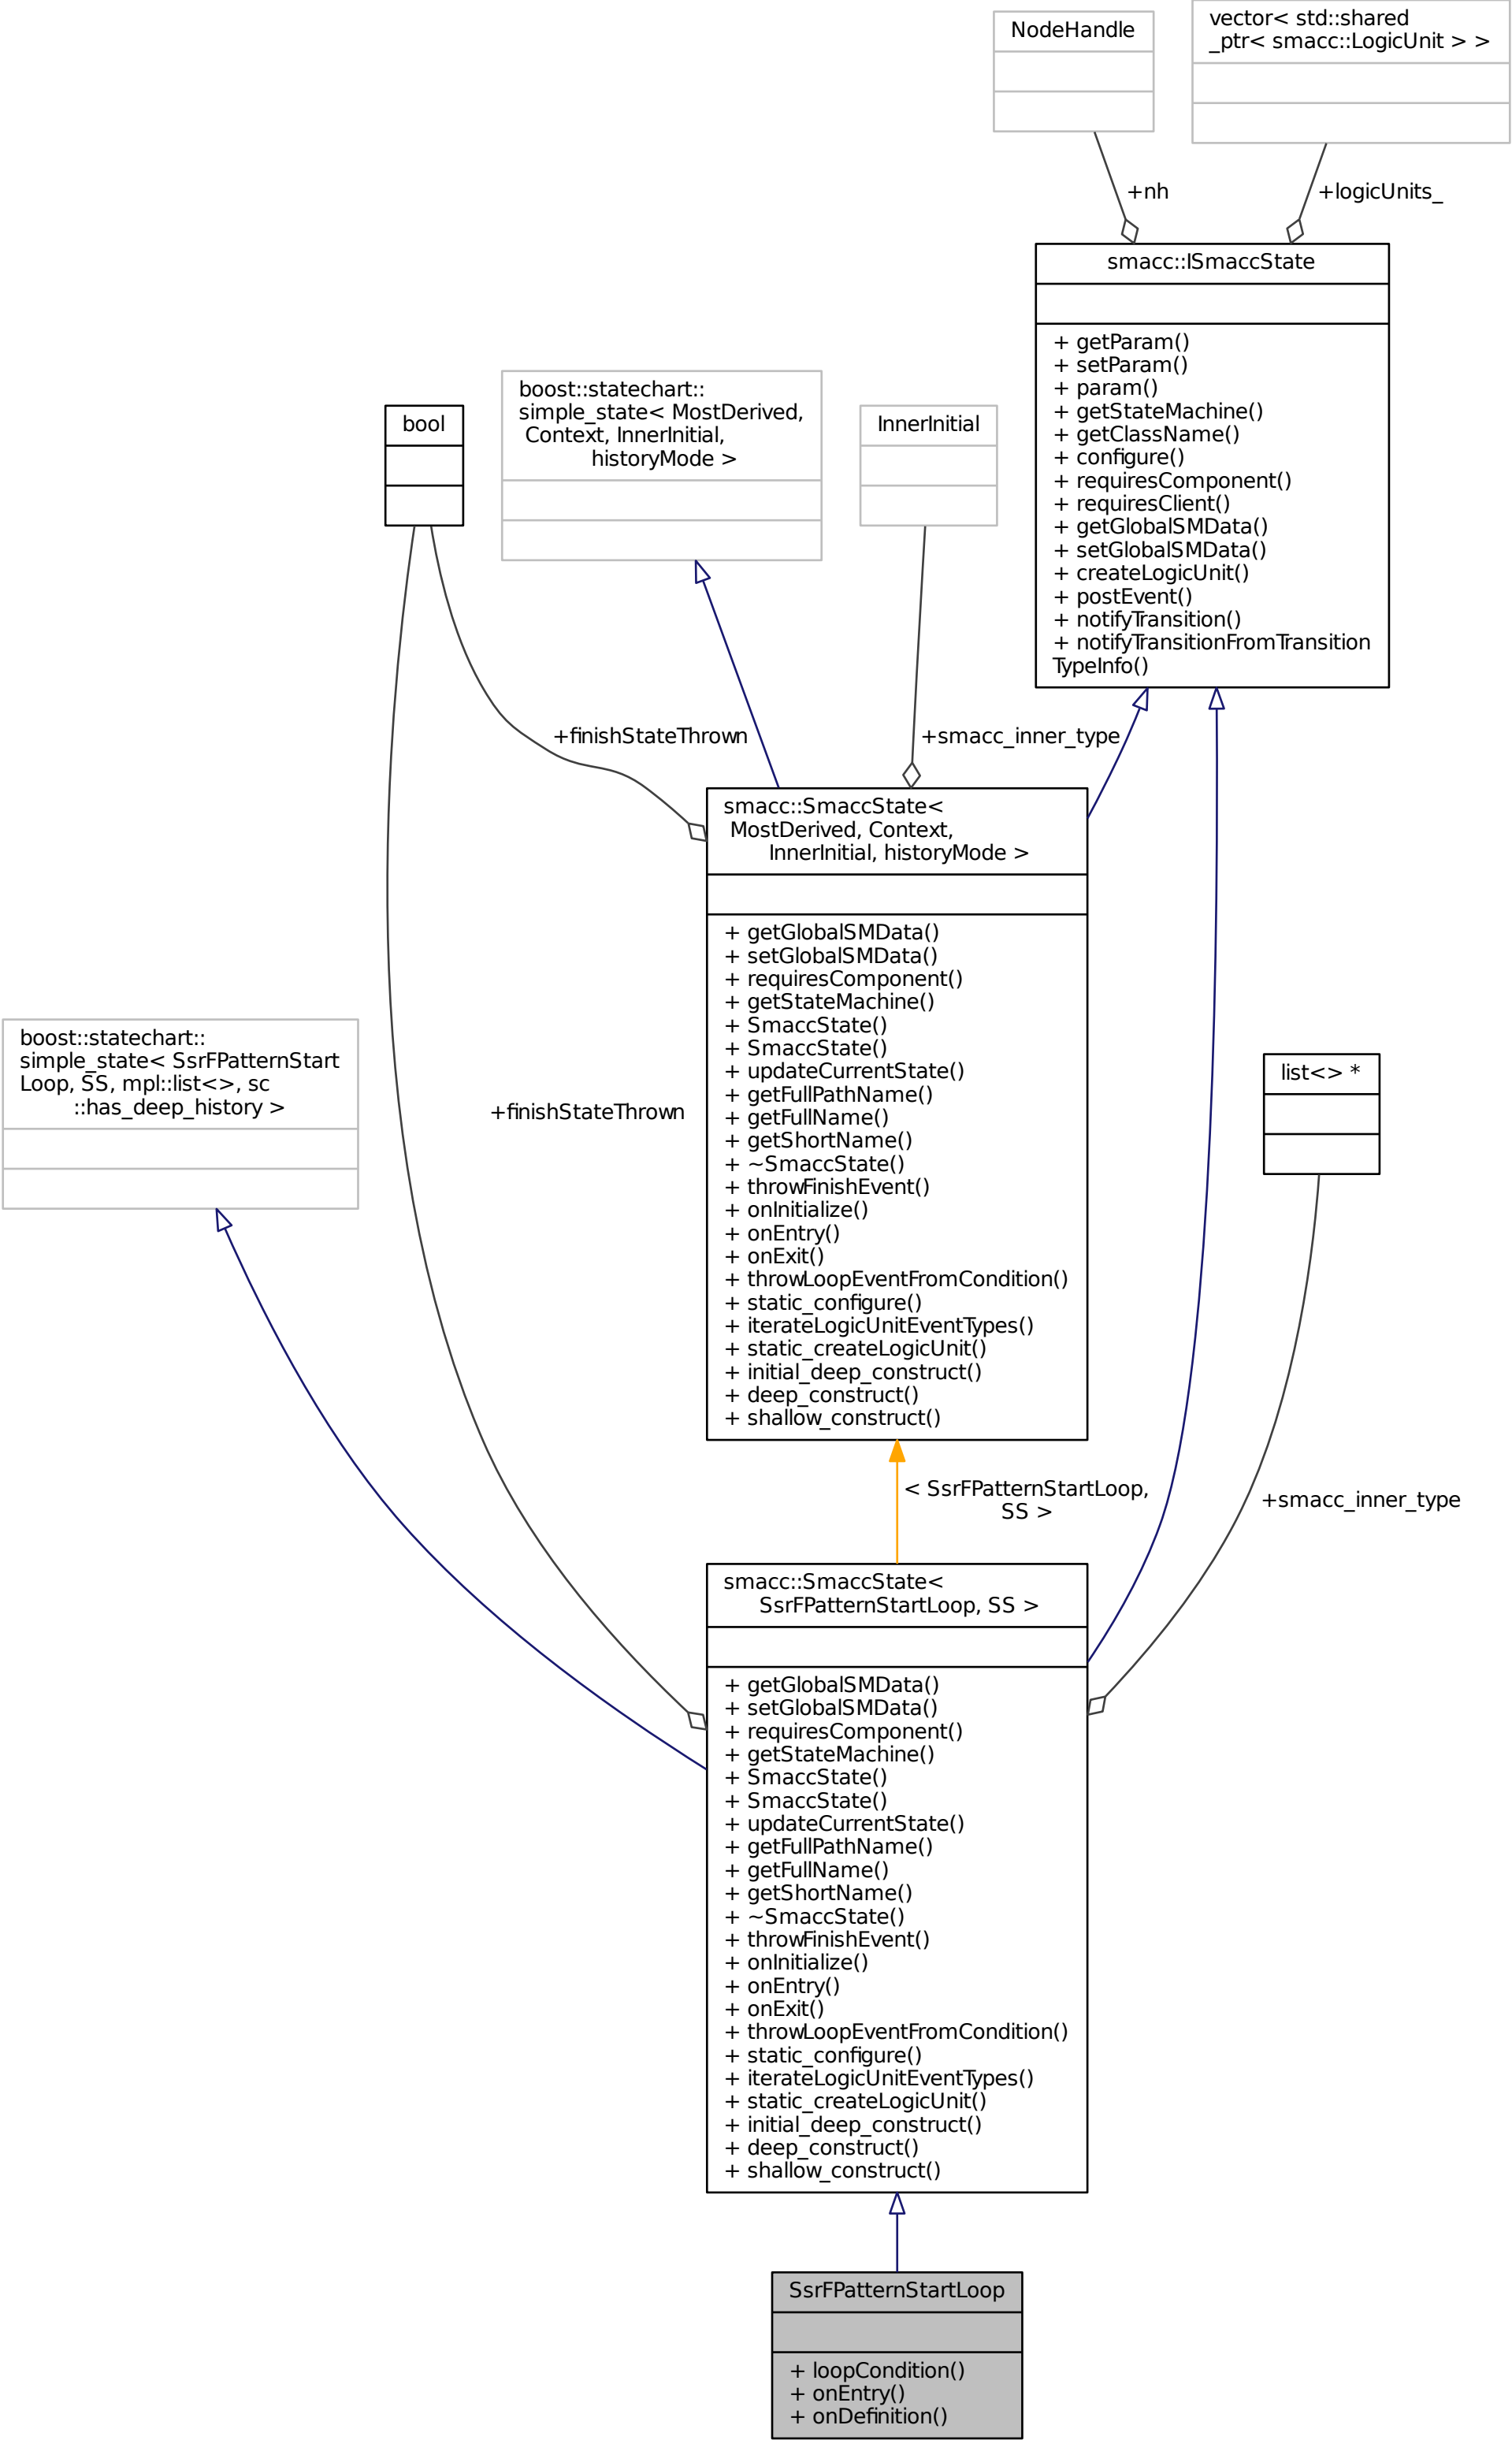 NodeHandle
vector< std::shared
_ptr< smacc::LogicUnit > >
+nh
+logicUnits_
smacc::ISmaccState
+ getParam()
+ setParam()
+ param()
+ getStateMachine()
+ getClassName()
+ configure()
+ requiresComponent()
+ requiresClient()
+ getGlobalSMData()
+ setGlobalSMData()
+ createLogicUnit()
+ postEvent()
+ notifyTransition()
+ notifyTransitionFromTransition
TypeInfo()
bool
boost::statechart::
simple_state< MostDerived,
Context, InnerInitial,
historyMode >
InnerInitial
+finishStateThrown
+smacc_inner_type
smacc::SmaccState<
MostDerived, Context,
InnerInitial, historyMode >
+ getGlobalSMData()
+ setGlobalSMData()
+ requiresComponent()
+ getStateMachine()
+ SmaccState()
+ SmaccState()
+ updateCurrentState()
+ getFullPathName()
+ getFullName()
+ getShortName()
+ ~SmaccState()
+ throwFinishEvent()
+ onInitialize()
+ onEntry()
+ onExit()
+ throwLoopEventFromCondition()
+ static_configure()
+ iterateLogicUnitEventTypes()
+ static_createLogicUnit()
+ initial_deep_construct()
+ deep_construct()
+ shallow_construct()
boost::statechart::
simple_state< SsrFPatternStart
Loop, SS, mpl::list<>, sc
::has_deep_history >
+finishStateThrown
list<> *
< SsrFPatternStartLoop,
SS >
+smacc_inner_type
smacc::SmaccState<
SsrFPatternStartLoop, SS >
+ getGlobalSMData()
+ setGlobalSMData()
+ requiresComponent()
+ getStateMachine()
+ SmaccState()
+ SmaccState()
+ updateCurrentState()
+ getFullPathName()
+ getFullName()
+ getShortName()
+ ~SmaccState()
+ throwFinishEvent()
+ onInitialize()
+ onEntry()
+ onExit()
+ throwLoopEventFromCondition()
+ static_configure()
+ iterateLogicUnitEventTypes()
+ static_createLogicUnit()
+ initial_deep_construct()
+ deep_construct()
+ shallow_construct()
SsrFPatternStartLoop
+ loopCondition()
+ onEntry()
+ onDefinition()